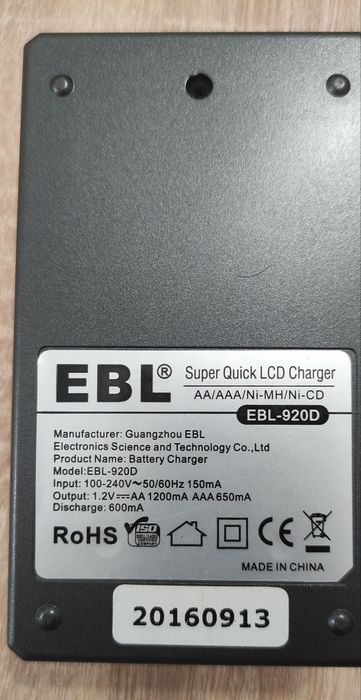 EBL® Super Quick LCD Charger
AA/AAA/Ni-MH/Ni-CD
EBL-920D
Manufacturer: Guangzhou EBL
Electronics Science and Technology Co.,Ltd
Product Name: Battery Charger
Model:EBL-920D
Input: 100-240V~50/60Hz 150mA
Output: 1.2V⎓AA 1200mA AAA 650mA
Discharge: 600mA
RoHS ISO CE
MADE IN CHINA
20160913